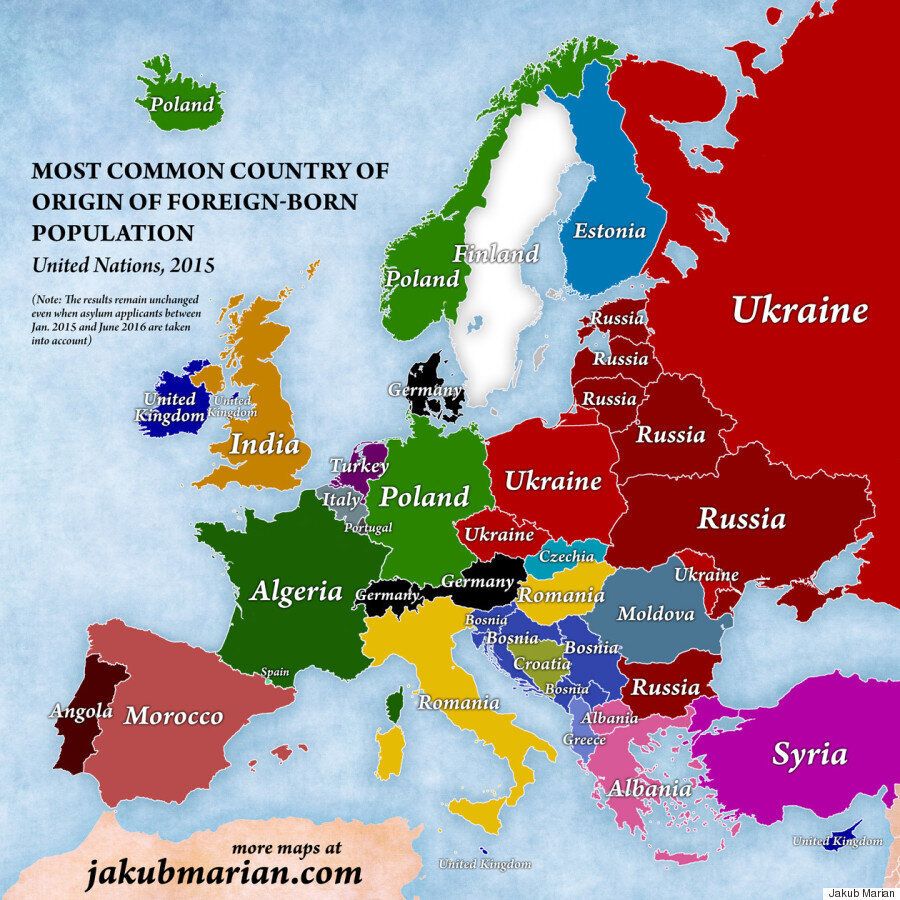 Poland
MOST COMMON COUNTRY OF
ORIGIN OF FOREIGN-BORN
POPULATION
United Nations, 2015
(Note: The results remain unchanged
even when asylum applicants between
Jan. 2015 and June 2016 are taken
into account)
Estonia
Finland
Poland
Ukraine
Russia
Russia
Russia
Russia
Germany
United
Kingdom
United
Kingdom
India
Turkey
Italy
Portugal
Poland
Ukraine
Ukraine
Russia
Czechia
Germany
Germany
Romania
Ukraine
Moldova
Algeria
Spain
Bosnia
Bosnia
Bosnia
Croatia
Bosnia
Russia
Romania
Angola
Morocco
Albania
Greece
Albania
Syria
United Kingdom
United Kingdom
more maps at
jakubmarian.com
Jakub Marian